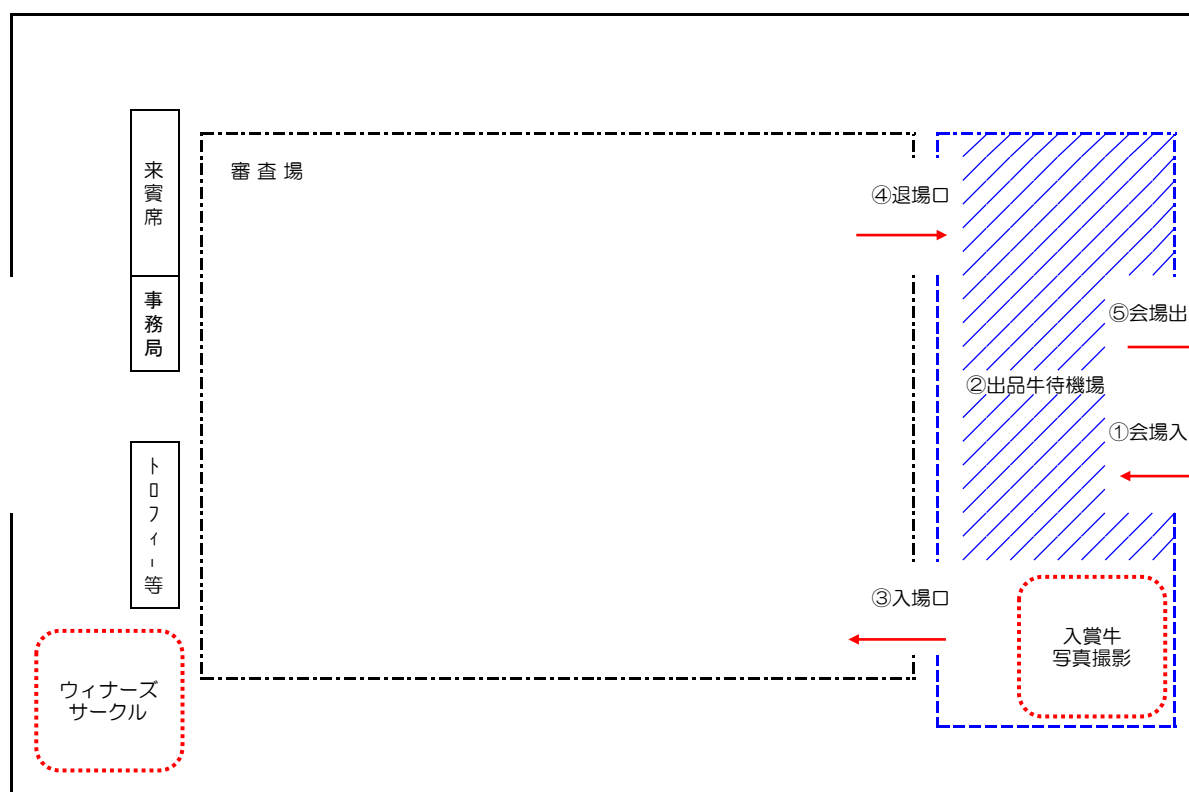 来賓席
審査場
④退場口
事務局
⑤会場出
②出品牛待機場
①会場入
トロフィー等
③入場口
入賞牛
写真撮影
ウィナーズ
サークル